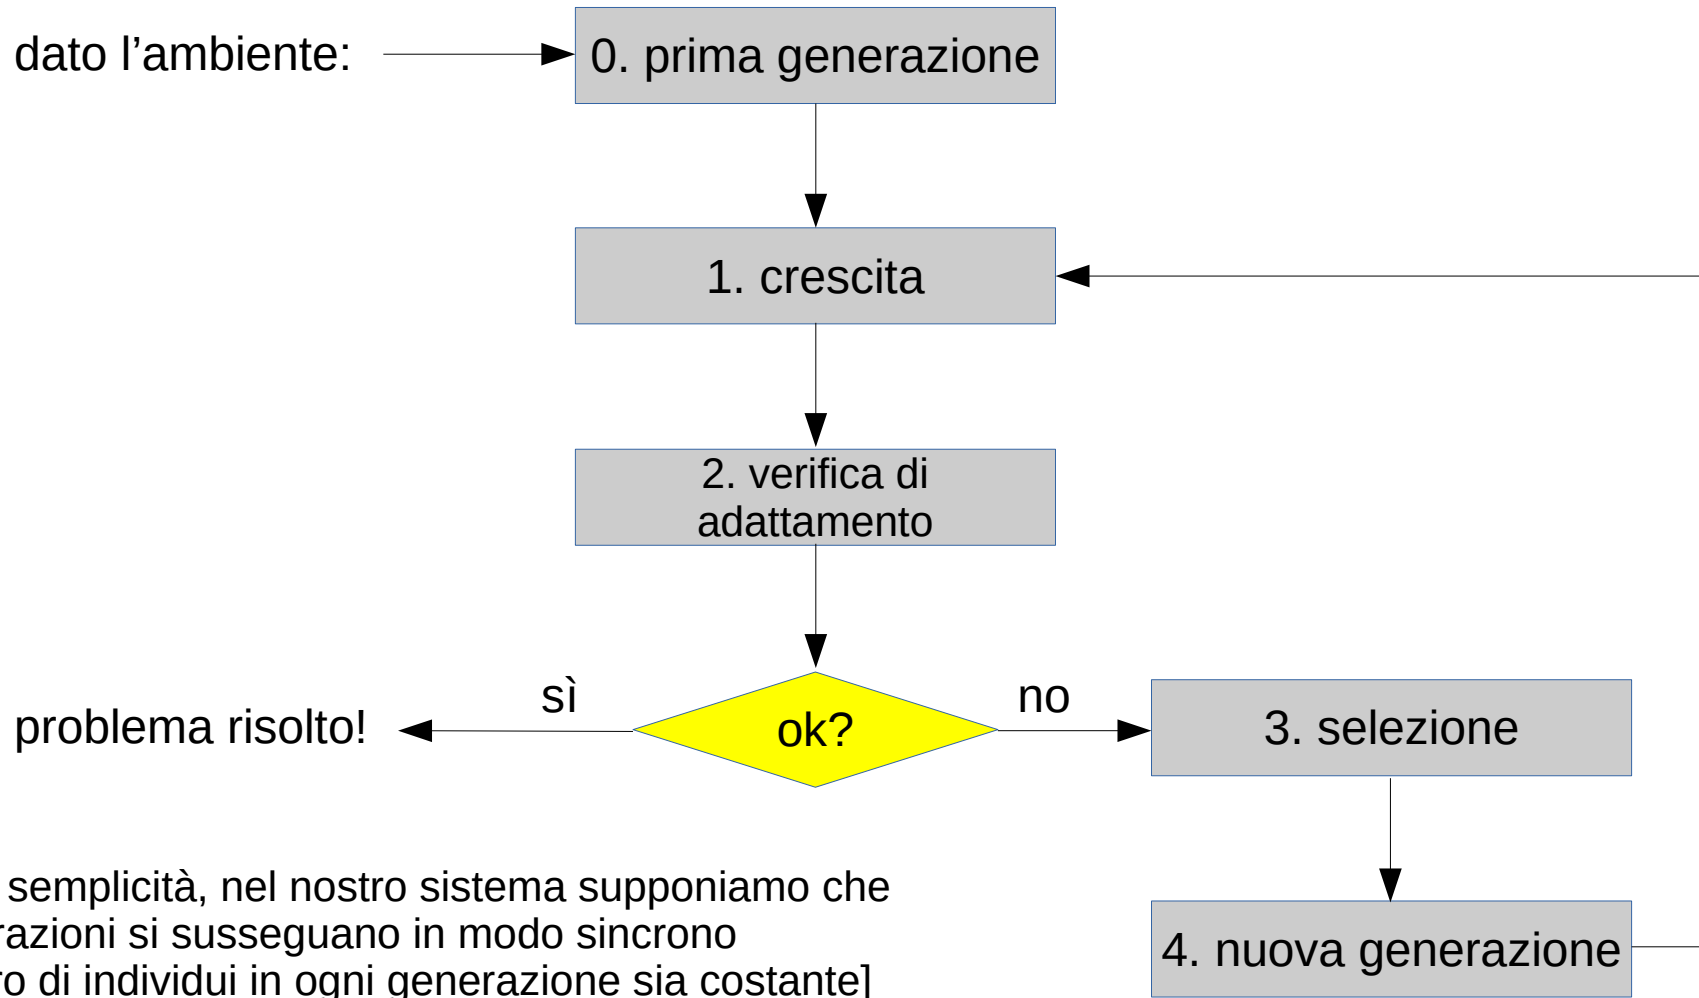 dato l’ambiente:
0. prima generazione
1. crescita
2. verifica di
adattamento
sì
ok?
no
problema risolto!
3. selezione
semplicità, nel nostro sistema supponiamo che
razioni si susseguano in modo sincrono
ro di individui in ogni generazione sia costante]
4. nuova generazione